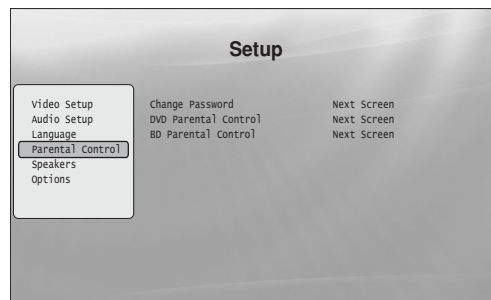 Setup
Video Setup
Audio Setup
Language
Parental Control
Speakers
Options
Change Password Next Screen
DVD Parental Control Next Screen
BD Parental Control Next Screen